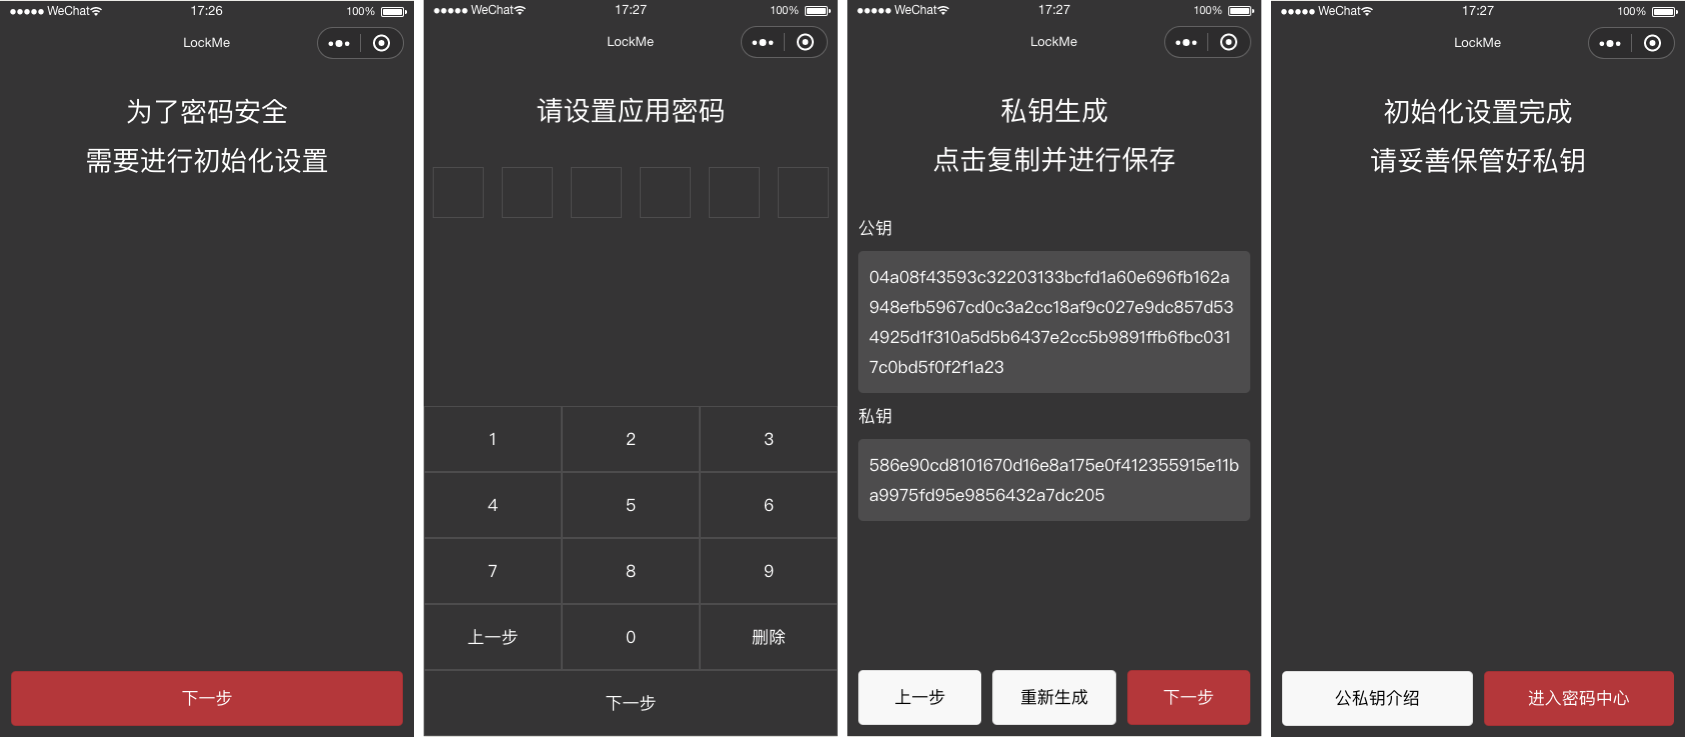 WeChat 17:26 100%
LockMe
为了密码安全
需要进行初始化设置
下一步
WeChat 17:27 100%
LockMe
请设置应用密码
1 2 3
4 5 6
7 8 9
上一步 0 删除
下一步
WeChat 17:27 100%
LockMe
私钥生成
点击复制并进行保存
公钥
04a08f43593c32203133bcfd1a60e696fb162a
948efb5967cd0c3a2cc18af9c027e9dc857d53
4925d1f310a5d5b6437e2cc5b9891ffb6fbc031
7c0bd5f0f2f1a23
私钥
586e90cd8101670d16e8a175e0f412355915e11b
a9975fd95e9856432a7dc205
上一步 重新生成 下一步
WeChat 17:27 100%
LockMe
初始化设置完成
请妥善保管好私钥
公私钥介绍 进入密码中心